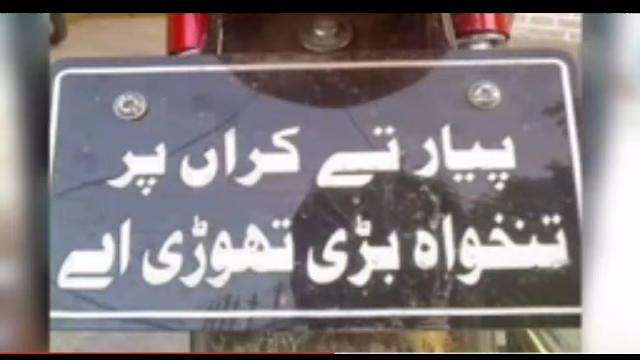 پیار تے کراں پر
تنخواہ بڑی تھوڑی اے